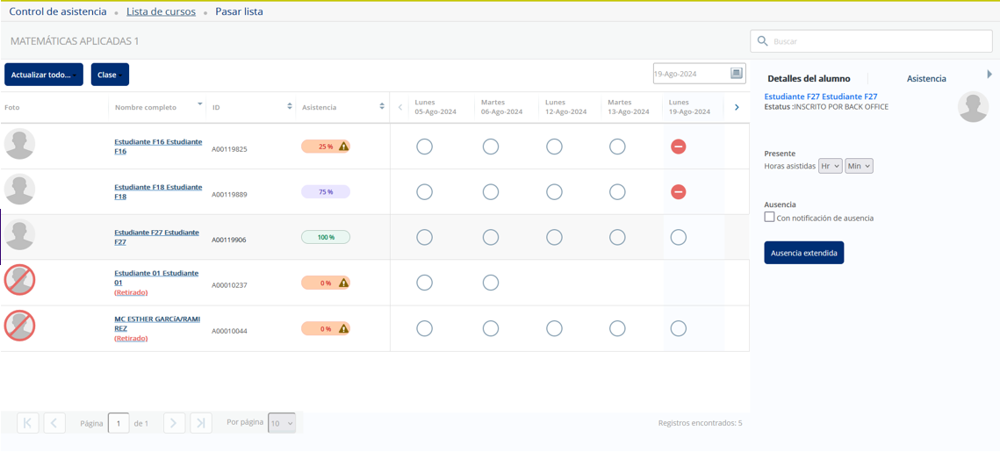 Control de asistencia • Lista de cursos • Pasar lista
MATEMÁTICAS APLICADAS 1
Buscar
Actualizar todo...
Clase
19-Ago-2024
Foto
Nombre completo
ID
Asistencia
Lunes
05-Ago-2024
Martes
06-Ago-2024
Lunes
12-Ago-2024
Martes
13-Ago-2024
Lunes
19-Ago-2024
Estudiante F16 Estudiante
F16
A00119825
25 %
Estudiante F18 Estudiante
F18
A00119889
75 %
Estudiante F27 Estudiante
F27
A00119906
100 %
Estudiante 01 Estudiante
01
(Retirado)
A00010237
0 %
MC ESTHER GARCíA/RAMI
REZ
(Retirado)
A00010044
0 %
Página 1 de 1
Por página 10
Registros encontrados: 5
Detalles del alumno
Asistencia
Estudiante F27 Estudiante F27
Estatus :INSCRITO POR BACK OFFICE
Presente
Horas asistidas Hr Min
Ausencia
Con notificación de ausencia
Ausencia extendida